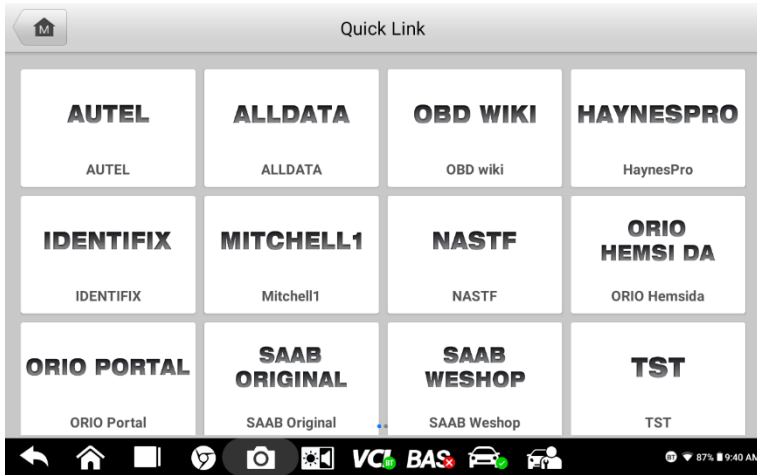 M
Quick Link
AUTEL
AUTEL
ALLDATA
ALLDATA
OBD WIKI
OBD wiki
HAYNESPRO
HaynesPro
IDENTIFIX
IDENTIFIX
MITCHELL1
Mitchell1
NASTF
NASTF
ORIO
HEMSI DA
ORIO Hemsida
ORIO PORTAL
ORIO Portal
SAAB
ORIGINAL
SAAB Original
SAAB
WESHOP
SAAB Weshop
TST
TST
VCI BT BAS BT 87% 9:40 AM